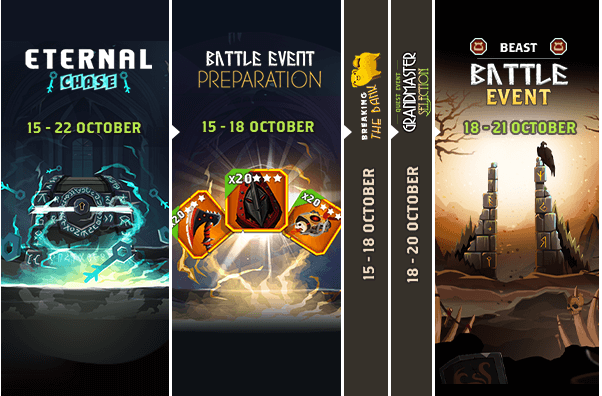 ETERNAL
CHASE
15 - 22 OCTOBER
BATTLE EVENT
PREPARATION
15 - 18 OCTOBER
x20
x20
x20
BREAKING
THE BANK
15 - 18 OCTOBER
QUEST EVENT
GRANDMASTER
SELECTION
18 - 20 OCTOBER
BEAST
BATTLE
EVENT
18 - 21 OCTOBER